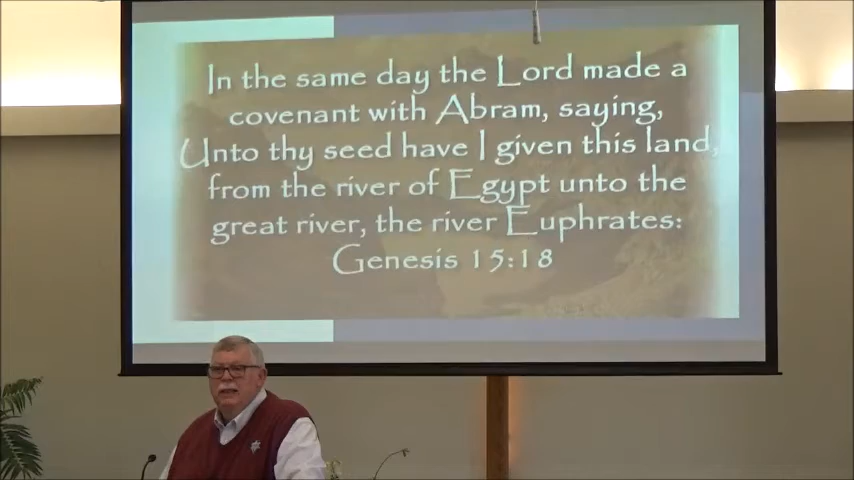 In the same day the Lord made a
covenant with Abram, saying,
Unto thy seed have I given this land,
from the river of Egypt unto the
great river, the river Euphrates:
Genesis 15:18